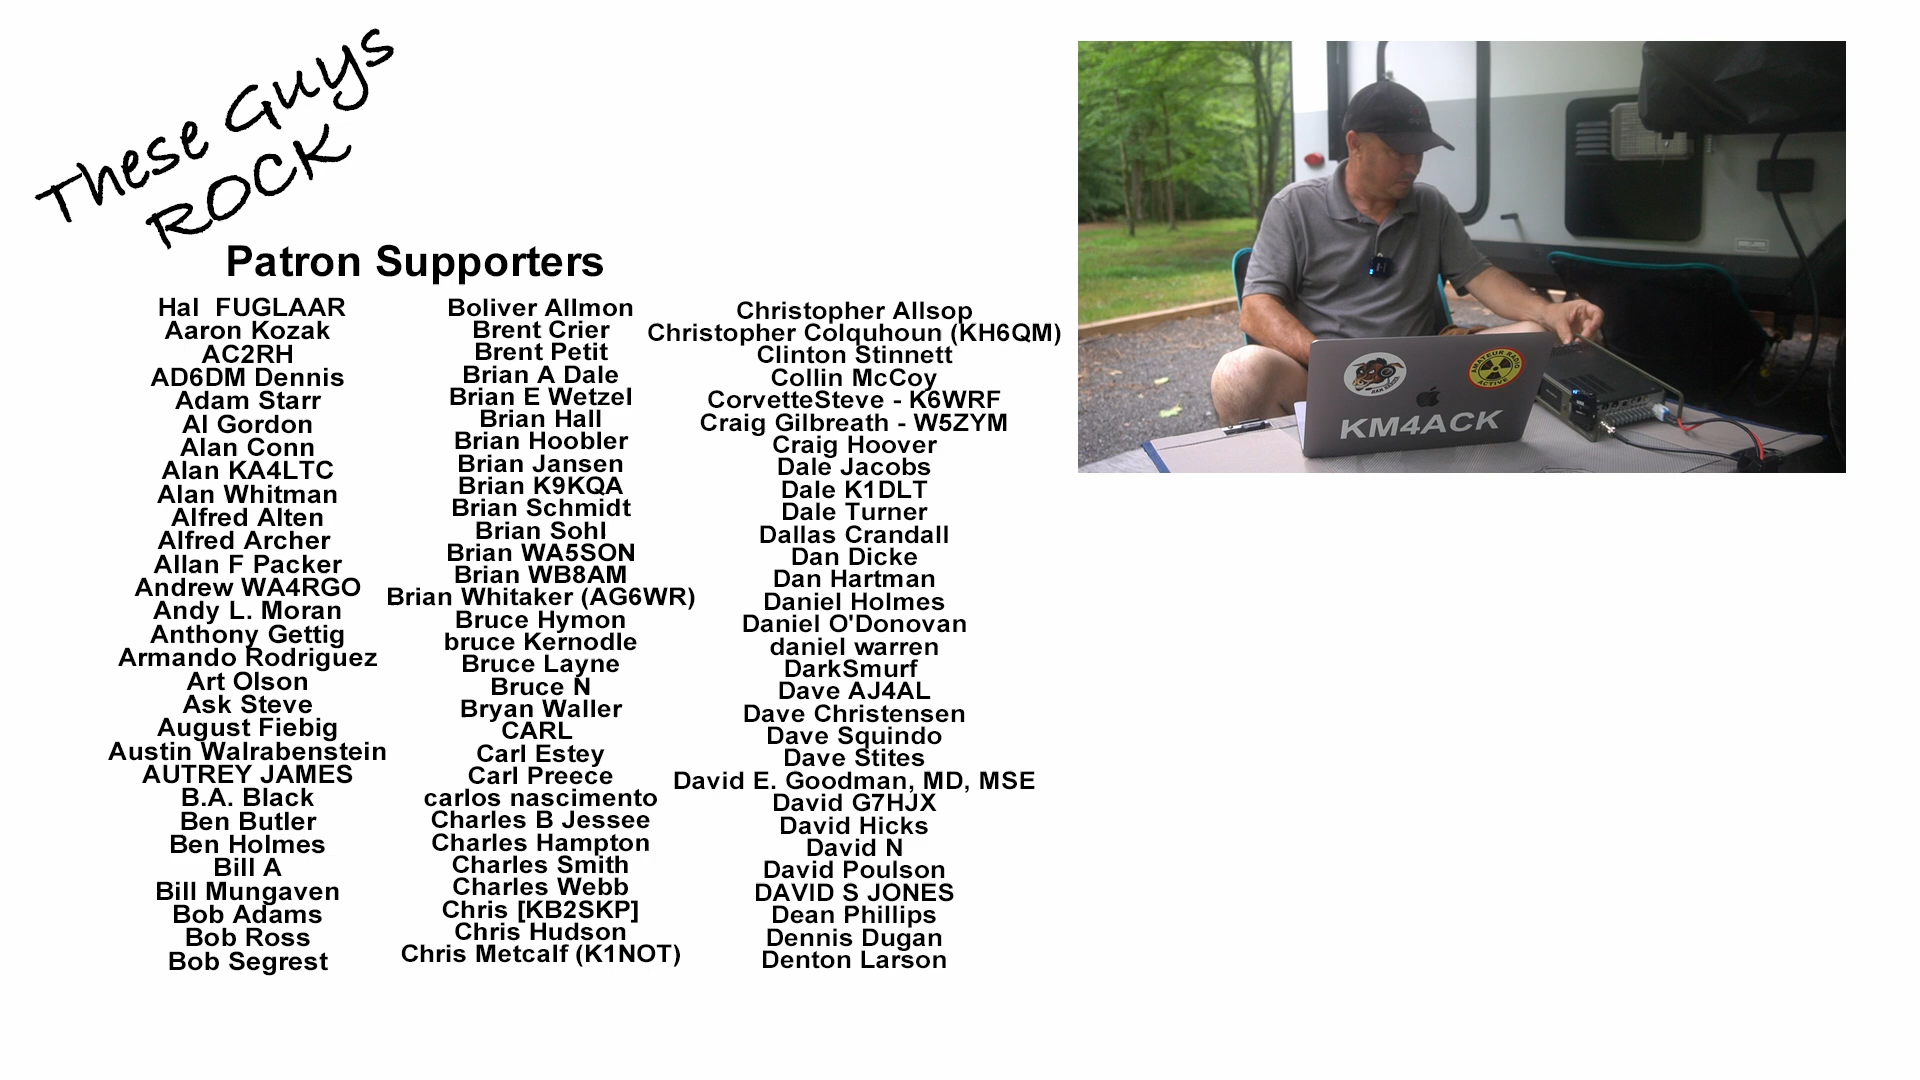 These Guys
ROCK
Patron Supporters
Hal  FUGLAAR
Aaron Kozak
AC2RH
AD6DM Dennis
Adam Starr
Al Gordon
Alan Conn
Alan KA4LTC
Alan Whitman
Alfred Alten
Alfred Archer
Allan F Packer
Andrew WA4RGO
Andy L. Moran
Anthony Gettig
Armando Rodriguez
Art Olson
Ask Steve
August Fiebig
Austin Walrabenstein
AUTREY JAMES
B.A. Black
Ben Butler
Ben Holmes
Bill A
Bill Mungaven
Bob Adams
Bob Ross
Bob Segrest
Boliver Allmon
Brent Crier
Brent Petit
Brian A Dale
Brian E Wetzel
Brian Hall
Brian Hoobler
Brian Jansen
Brian K9KQA
Brian Schmidt
Brian Sohl
Brian WA5SON
Brian WB8AM
Brian Whitaker (AG6WR)
Bruce Hymon
bruce Kernodle
Bruce Layne
Bruce N
Bryan Waller
CARL
Carl Estey
Carl Preece
carlos nascimento
Charles B Jessee
Charles Hampton
Charles Smith
Charles Webb
Chris [KB2SKP]
Chris Hudson
Chris Metcalf (K1NOT)
Christopher Allsop
Christopher Colquhoun (KH6QM)
Clinton Stinnett
Collin McCoy
CorvetteSteve - K6WRF
Craig Gilbreath - W5ZYM
Craig Hoover
Dale Jacobs
Dale K1DLT
Dale Turner
Dallas Crandall
Dan Dicke
Dan Hartman
Daniel Holmes
Daniel O'Donovan
daniel warren
DarkSmurf
Dave AJ4AL
Dave Christensen
Dave Squindo
Dave Stites
David E. Goodman, MD, MSE
David G7HJX
David Hicks
David N
David Poulson
DAVID S JONES
Dean Phillips
Dennis Dugan
Denton Larson
AMATEUR RADIO
ACTIVE
KM4ACK